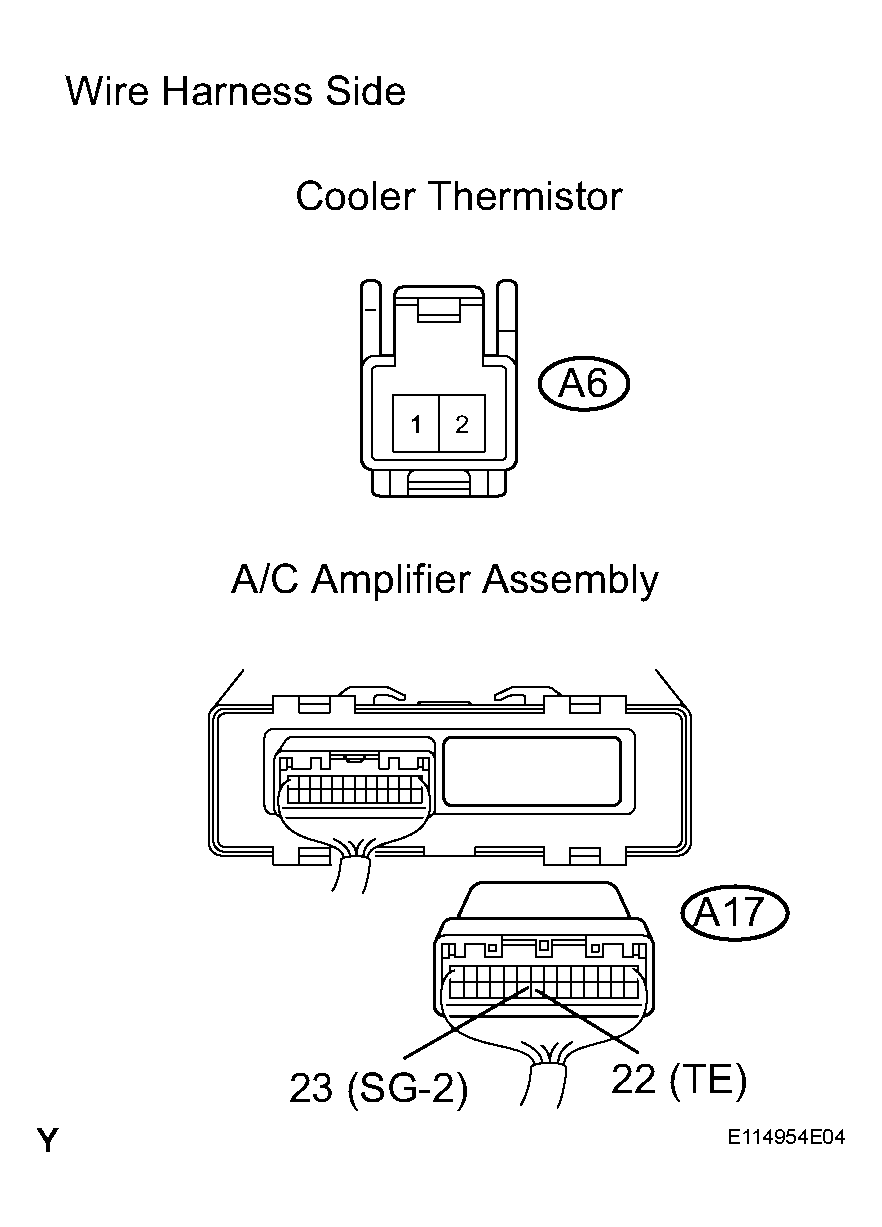 Wire Harness Side
Cooler Thermistor
A6
1 2
A/C Amplifier Assembly
A17
23 (SG-2)
22 (TE)
Y
E114954E04